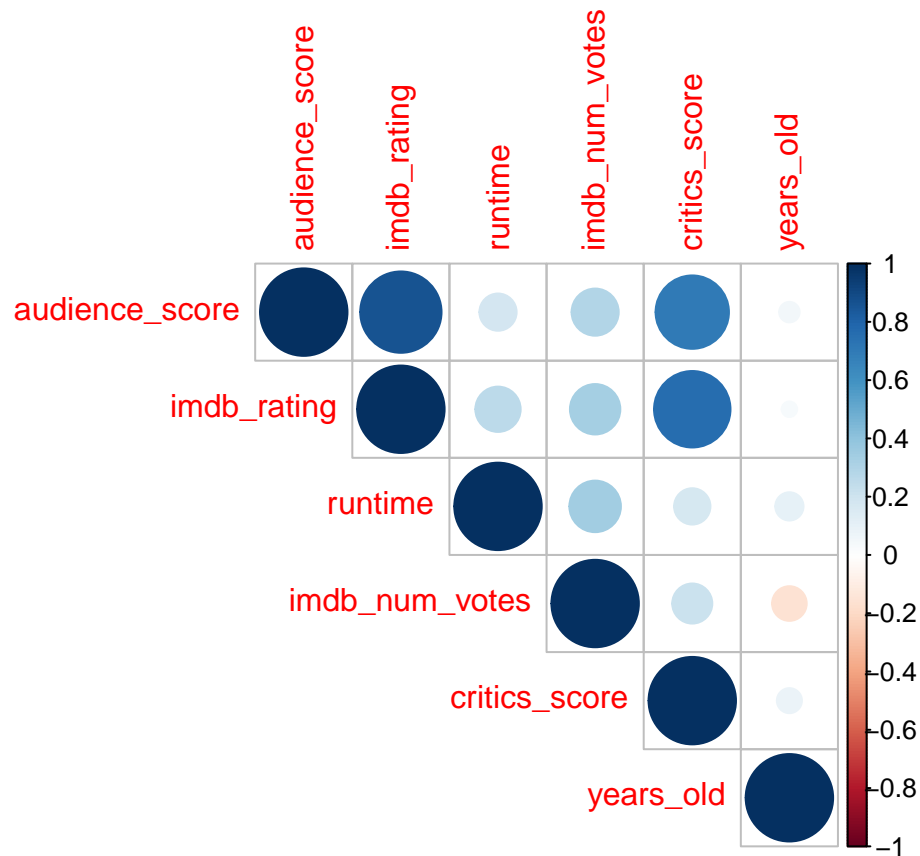 audience_score
imdb_rating
runtime
imdb_num_votes
critics_score
years_old
audience_score
imdb_rating
runtime
imdb_num_votes
critics_score
years_old
1
0.8
0.6
0.4
0.2
0
−0.2
−0.4
−0.6
−0.8
−1